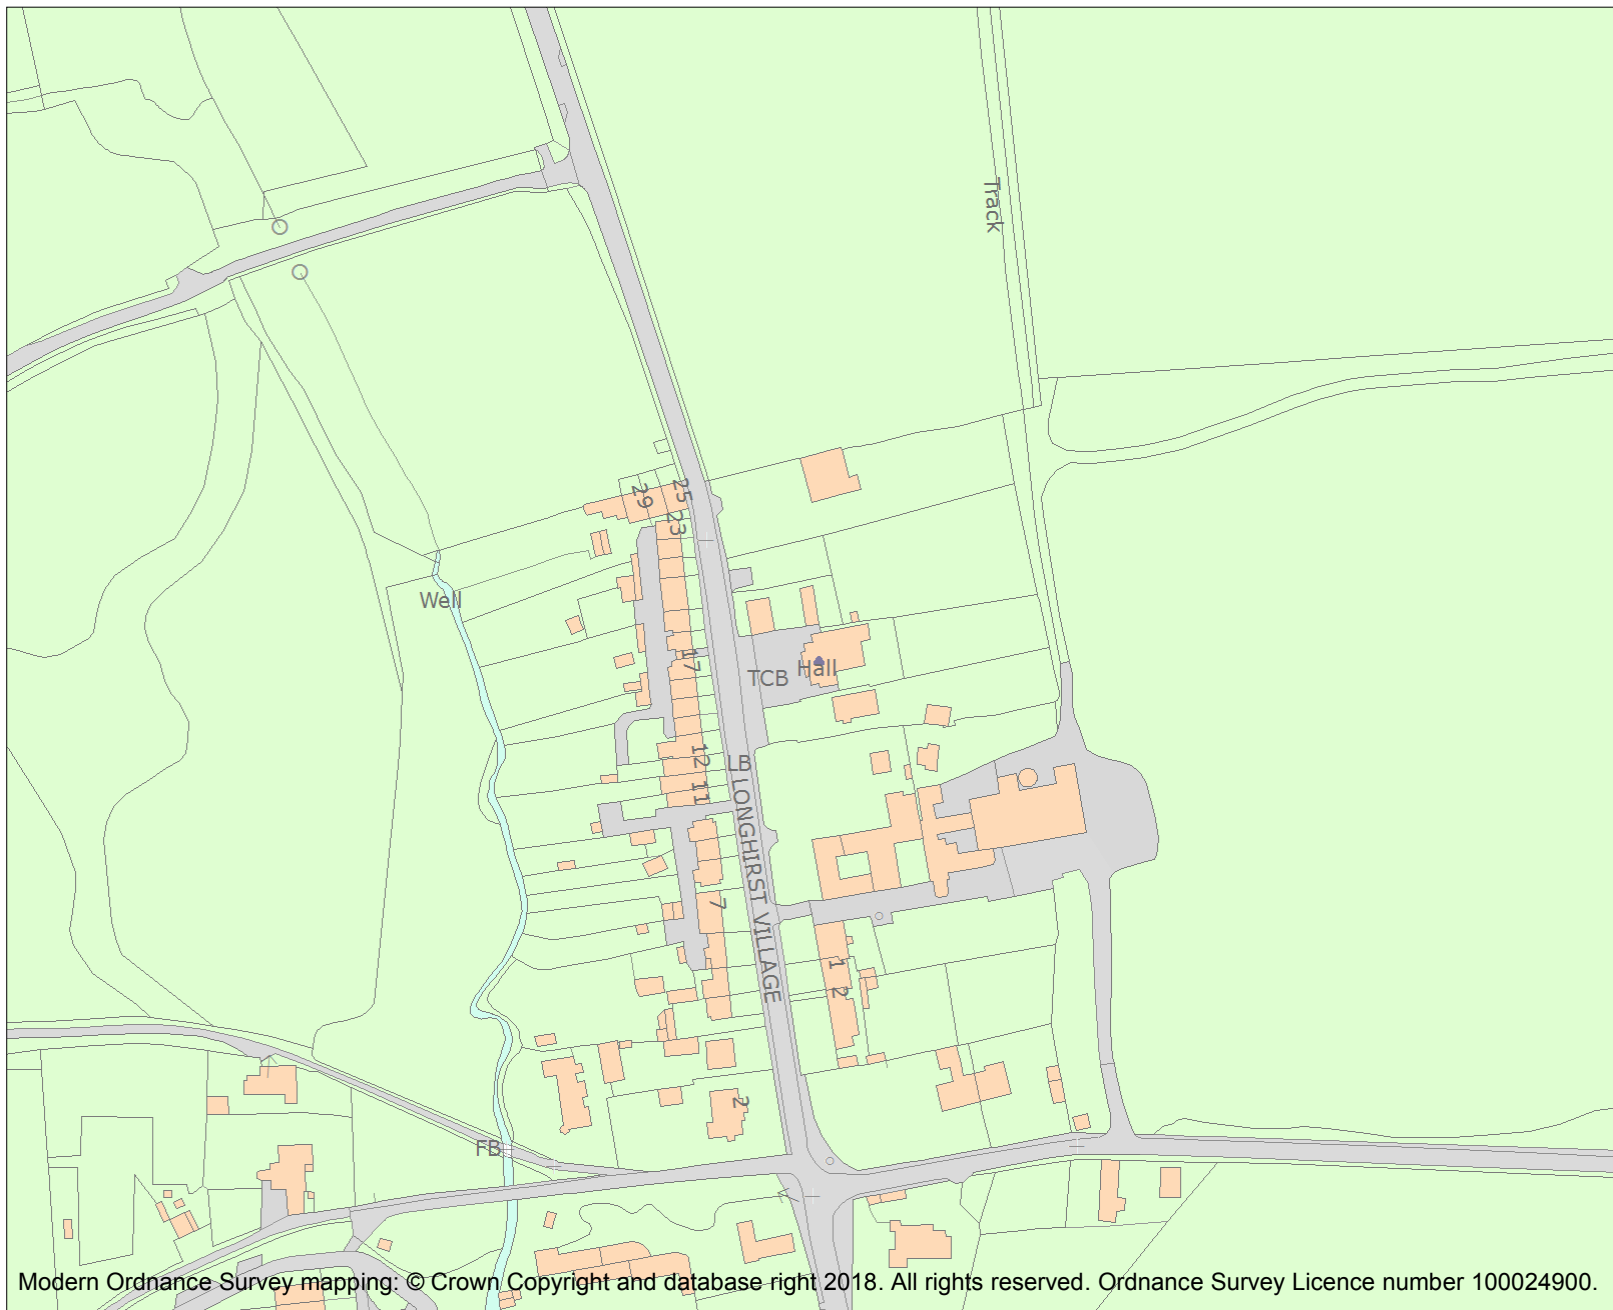 Track
29
25
23
Well
17
TCB
Hall
12
LB
11
LONGHIRST VILLAGE
7
1
2
2
FB
Modern Ordnance Survey mapping: © Crown Copyright and database right 2018. All rights reserved. Ordnance Survey Licence number 100024900.